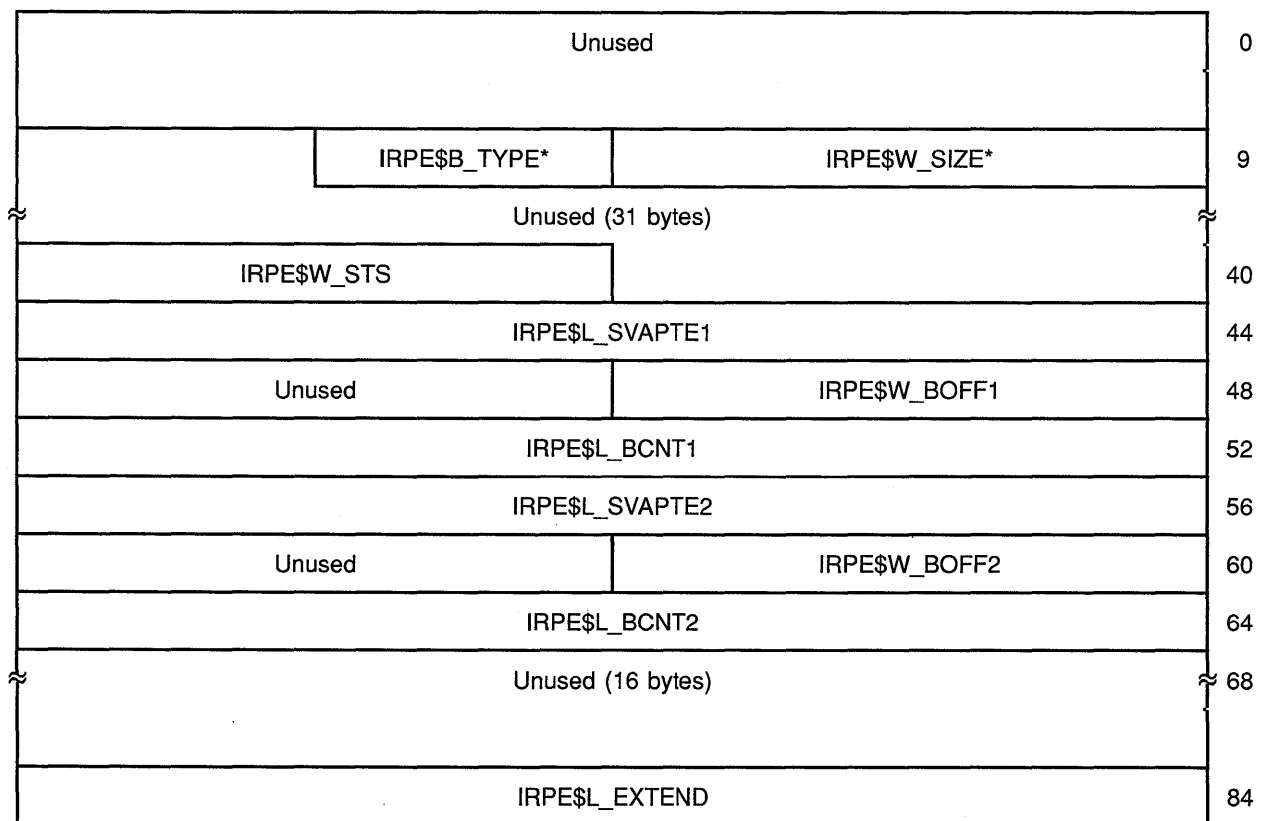 Unused 0
IRPE$B_TYPE* IRPE$W_SIZE* 9
Unused (31 bytes)
IRPE$W_STS 40
IRPE$L_SVAPTE1 44
Unused IRPE$W_BOFF1 48
IRPE$L_BCNT1 52
IRPE$L_SVAPTE2 56
Unused IRPE$W_BOFF2 60
IRPE$L_BCNT2 64
Unused (16 bytes) 68
IRPE$L_EXTEND 84